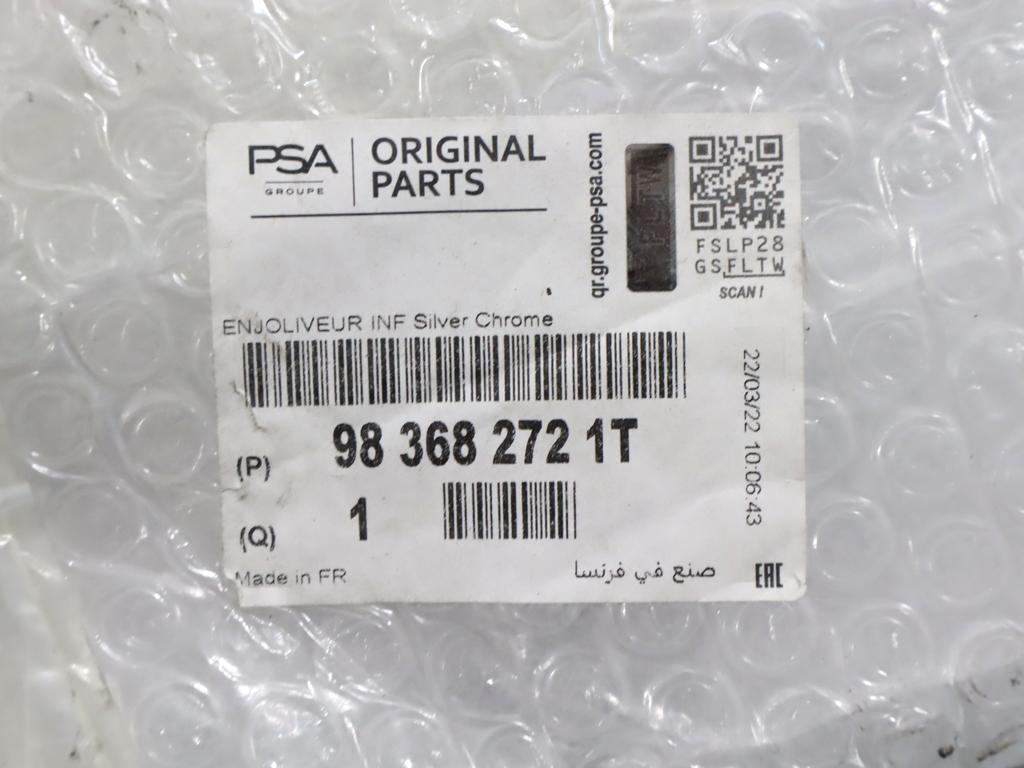 PSA
GROUPE
ORIGINAL
PARTS
qr.groupe-psa.com
FLTW
FSLP28
GSFLTW
SCAN!
ENJOLIVEUR INF Silver Chrome
22/03/22 10:06:43
(P) 98 368 272 1T
(Q) 1
Made in FR
صنع في فرنسا
EAC